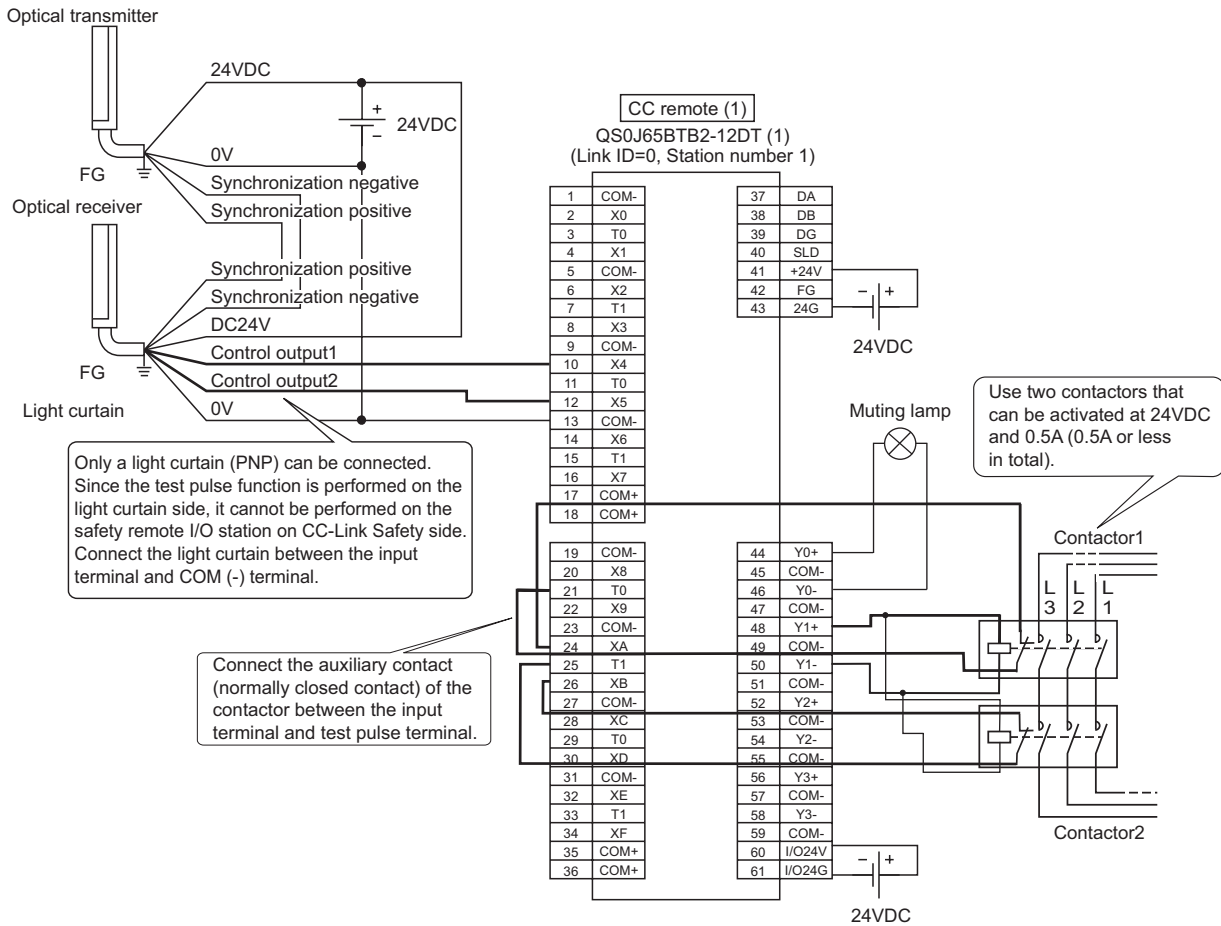 Optical transmitter
24VDC
+
24VDC
−
0V
FG
Synchronization negative
Synchronization positive
Optical receiver
Synchronization positive
Synchronization negative
DC24V
Control output1
Control output2
FG
0V
Light curtain
Only a light curtain (PNP) can be connected.
Since the test pulse function is performed on the
light curtain side, it cannot be performed on the
safety remote I/O station on CC-Link Safety side.
Connect the light curtain between the input
terminal and COM (-) terminal.
Connect the auxiliary contact
(normally closed contact) of the
contactor between the input
terminal and test pulse terminal.
CC remote (1)
QS0J65BTB2-12DT (1)
(Link ID=0, Station number 1)
1 COM-
2 X0
3 T0
4 X1
5 COM-
6 X2
7 T1
8 X3
9 COM-
10 X4
11 T0
12 X5
13 COM-
14 X6
15 T1
16 X7
17 COM+
18 COM+
19 COM-
20 X8
21 T0
22 X9
23 COM-
24 XA
25 T1
26 XB
27 COM-
28 XC
29 T0
30 XD
31 COM-
32 XE
33 T1
34 XF
35 COM+
36 COM+
37 DA
38 DB
39 DG
40 SLD
41 +24V
42 FG
43 24G
− +
24VDC
44 Y0+
45 COM-
46 Y0-
47 COM-
48 Y1+
49 COM-
50 Y1-
51 COM-
52 Y2+
53 COM-
54 Y2-
55 COM-
56 Y3+
57 COM-
58 Y3-
59 COM-
60 I/O24V
61 I/O24G
− +
24VDC
Muting lamp
Use two contactors that
can be activated at 24VDC
and 0.5A (0.5A or less
in total).
Contactor1
L L L
3 2 1
Contactor2